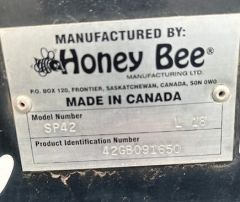 MANUFACTURED BY:
Honey Bee®
MANUFACTURING LTD.
P.O. BOX 120, FRONTIER, SASKATCHEWAN, CANADA, S0N 0W0
MADE IN CANADA
Model Number
SP42 L 18'
Product Identification Number
42GB091650